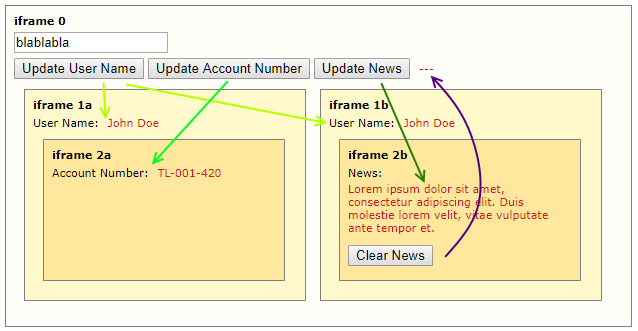 iframe 0
blablabla
Update User Name Update Account Number Update News ---
iframe 1a
User Name: John Doe
iframe 2a
Account Number: TL-001-420
iframe 1b
User Name: John Doe
iframe 2b
News:
Lorem ipsum dolor sit amet,
consectetur adipiscing elit. Duis
molestie lorem velit, vitae vulputate
ante tempor et.
Clear News